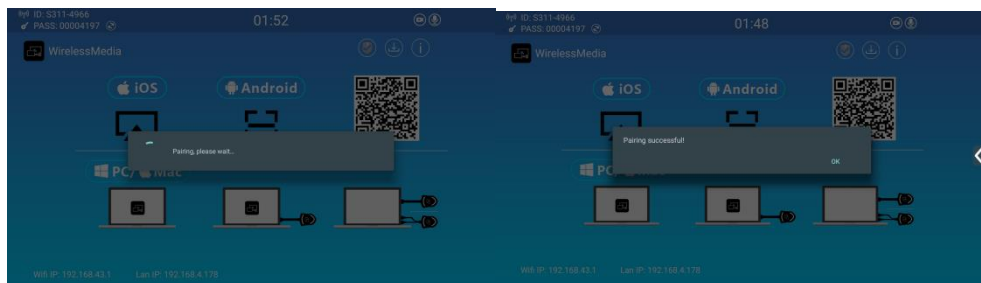 ID: S311-4966
PASS: 00004197
01:52
WirelessMedia
iOS
Android
Pairing, please wait...
PC/ Mac
Wifi IP: 192.168.43.1 Lan IP: 192.168.4.178
ID: S311-4966
PASS: 00004197
01:48
WirelessMedia
iOS
Android
Pairing successful!
OK
PC
Wifi IP: 192.168.43.1 Lan IP: 192.168.4.178